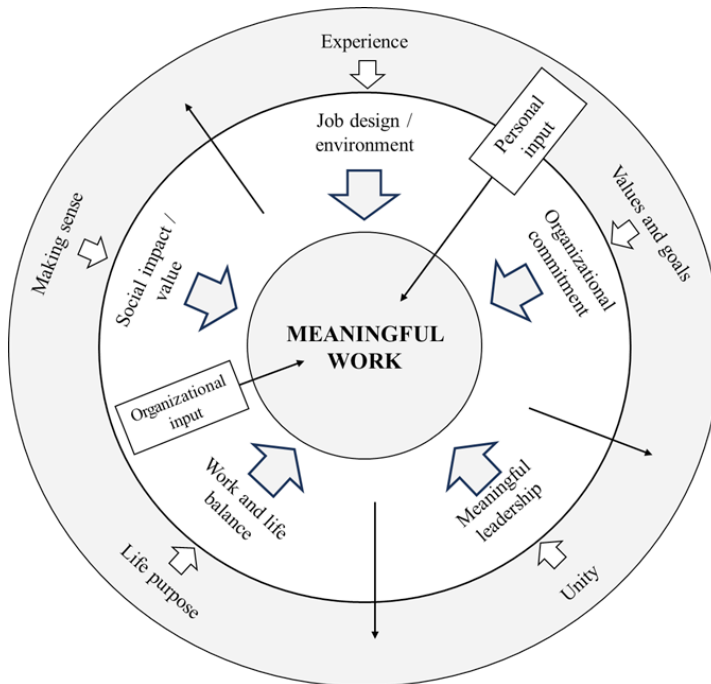 Experience
Job design /
environment
Personal
input
Values and goals
Organizational
commitment
Making sense
Social impact /
value
MEANINGFUL
WORK
Organizational
input
Work and life
balance
Meaningful
leadership
Life purpose
Unity